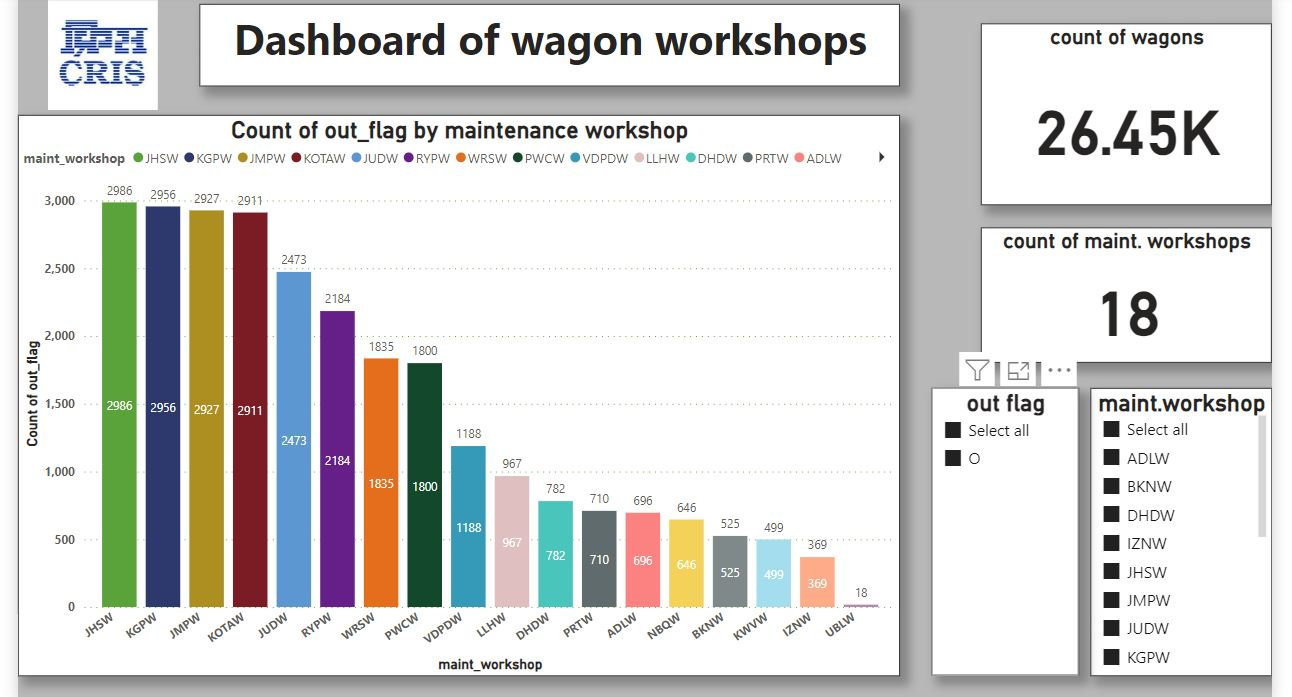 क्रिस
CRIS
Dashboard of wagon workshops
count of wagons
26.45K
count of maint. workshops
18
Count of out_flag by maintenance workshop
maint_workshop JHSW KGPW JMPW KOTAW JUDW RYPW WRSW PWCW VDPDW LLHW DHDW PRTW ADLW
Count of out_flag
3,000
2,500
2,000
1,500
1,000
500
0
2986
2956
2927
2911
2473
2184
1835
1800
1188
967
782
710
696
646
525
499
369
18
2986
2956
2927
2911
2473
2184
1835
1800
1188
967
782
710
696
646
525
499
369
JHSW
KGPW
JMPW
KOTAW
JUDW
RYPW
WRSW
PWCW
VDPDW
LLHW
DHDW
PRTW
ADLW
NBQW
BKNW
KWVW
IZNW
UBLW
maint_workshop
out flag
Select all
O
maint.workshop
Select all
ADLW
BKNW
DHDW
IZNW
JHSW
JMPW
JUDW
KGPW